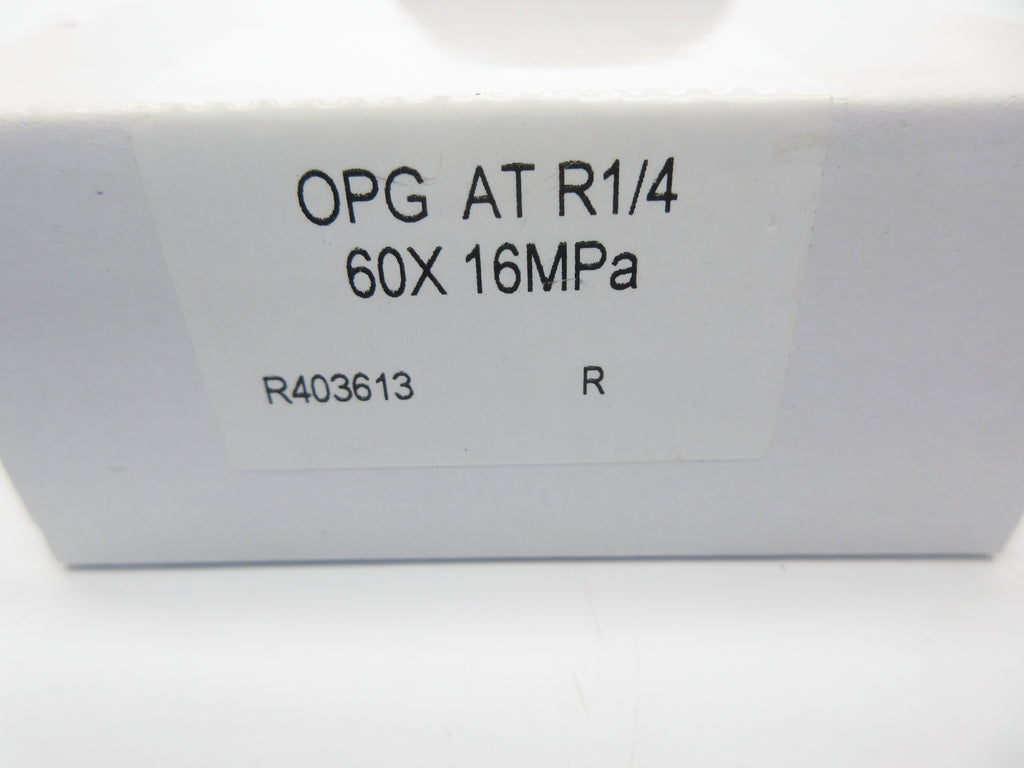 OPG AT R1/4
60X 16MPa
R403613 R